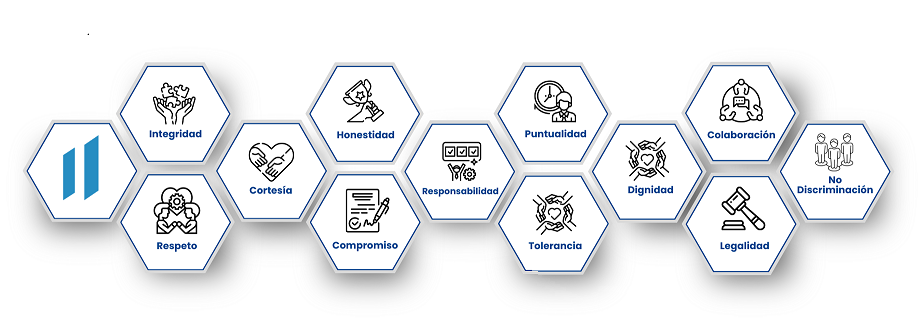 Integridad
Honestidad
Puntualidad
Colaboración
Cortesía
Responsabilidad
Dignidad
No
Discriminación
Respeto
Compromiso
Tolerancia
Legalidad